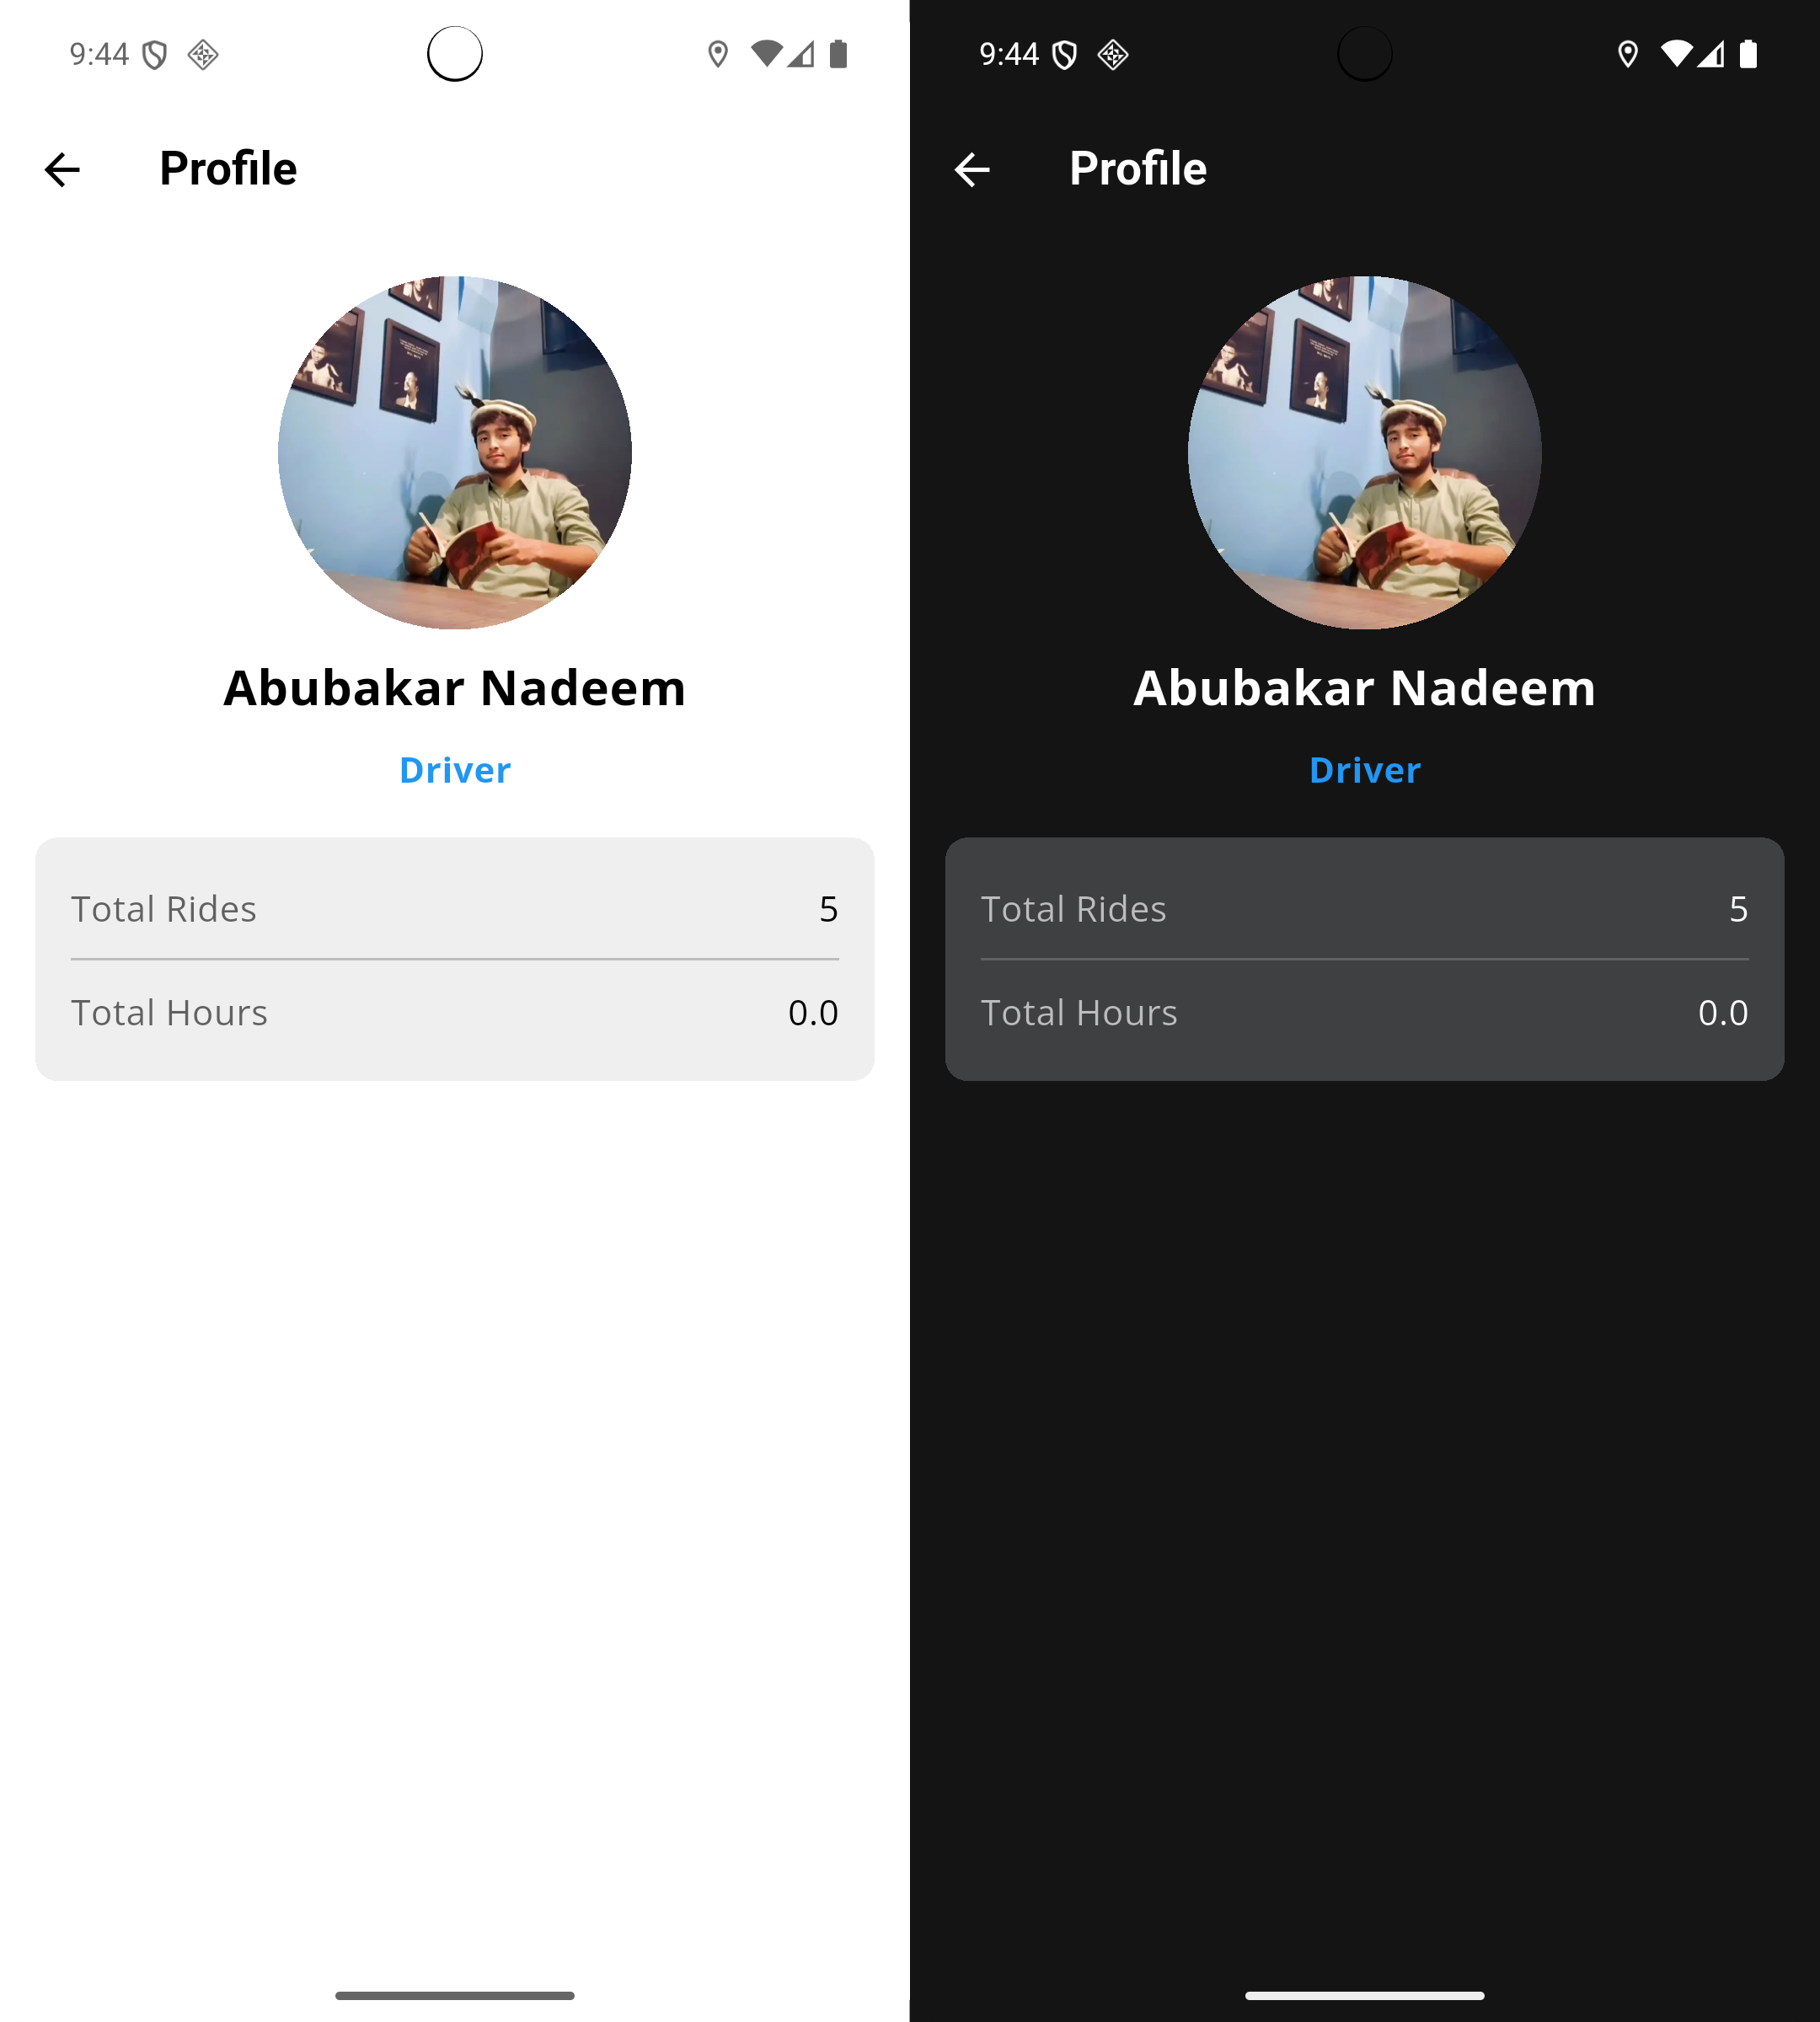 9:44
Profile
Abubakar Nadeem
Driver
Total Rides 5
Total Hours 0.0
9:44
Profile
Abubakar Nadeem
Driver
Total Rides 5
Total Hours 0.0